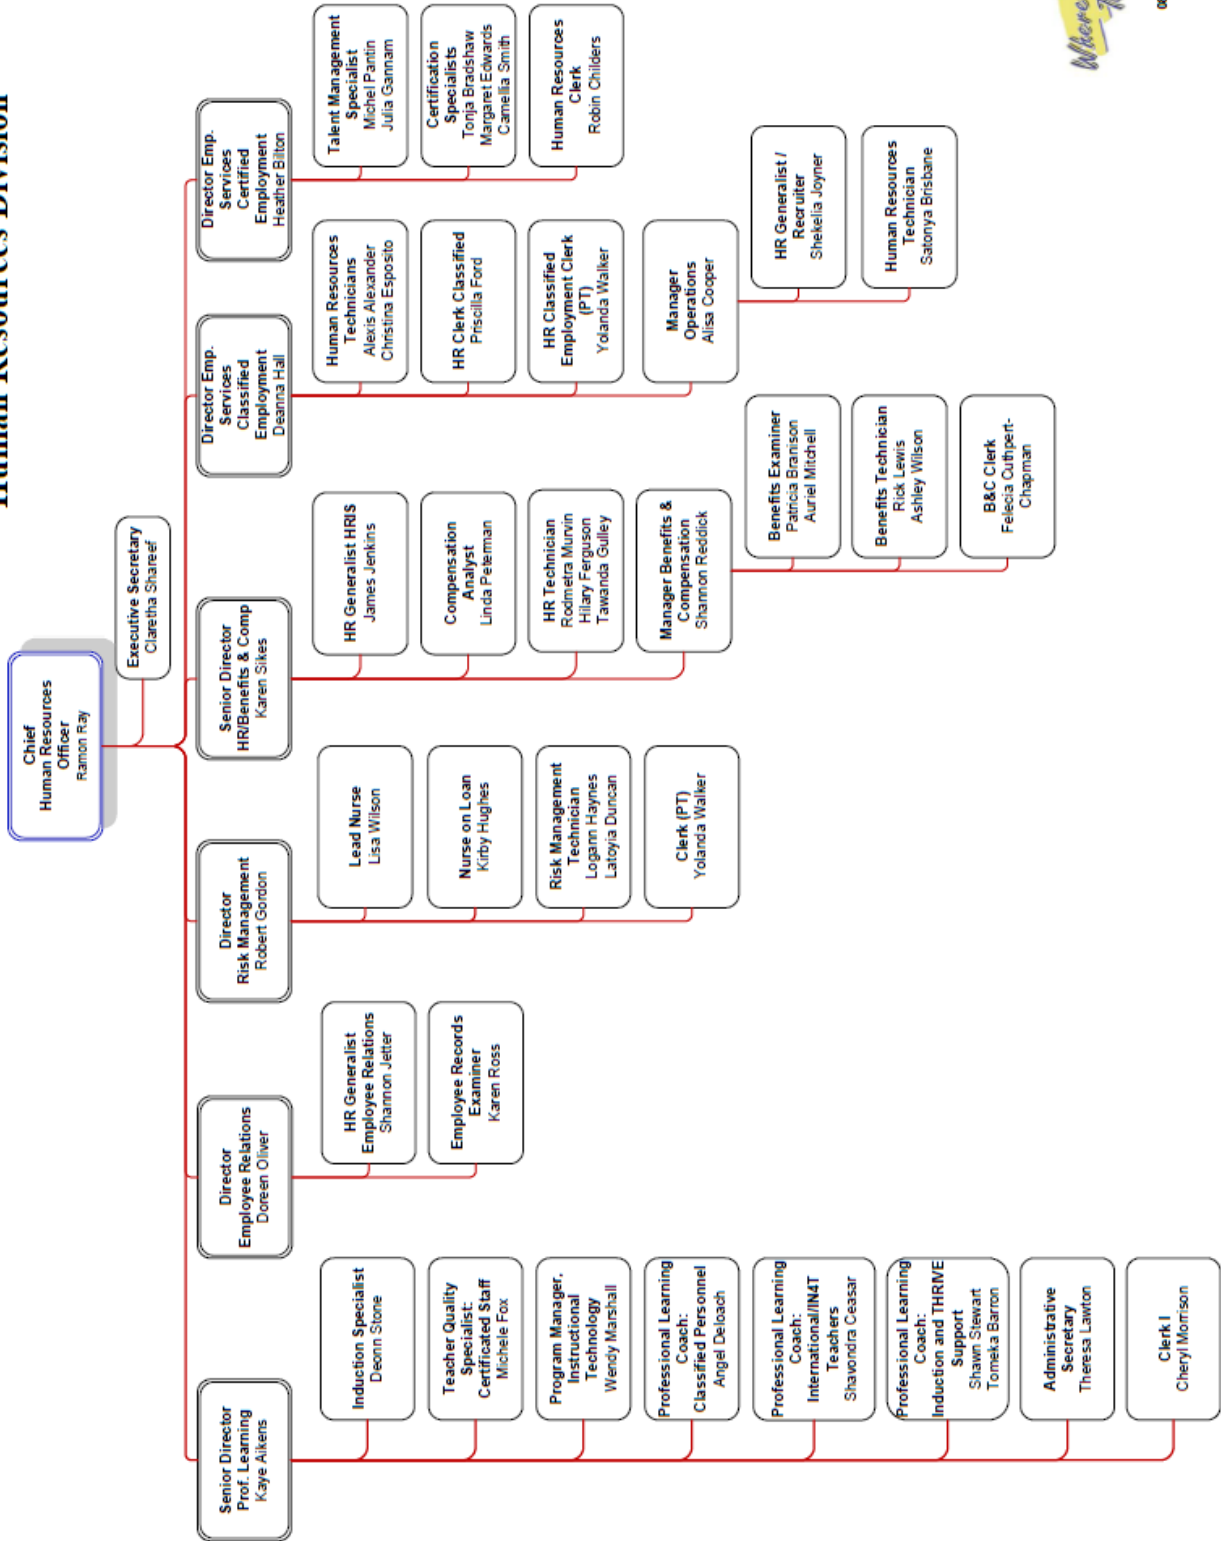 Human Resources Division
Chief
Human Resources
Officer
Ramon Ray
Executive Secretary
Claretha Shareef
Senior Director
Prof. Learning
Kaye Aikens
Induction Specialist
Deonn Stone
Teacher Quality
Specialist:
Certificated Staff
Michele Fox
Program Manager,
Instructional
Technology
Wendy Marshall
Professional Learning
Coach:
Classified Personnel
Angel Deloach
Professional Learning
Coach:
International/IN4T
Teachers
Shavondra Ceasar
Professional Learning
Coach:
Induction and THRIVE
Support
Shawn Stewart
Tomeka Barron
Administrative
Secretary
Theresa Lawton
Clerk I
Cheryl Morrison
Director
Employee Relations
Doreen Oliver
HR Generalist
Employee Relations
Shannon Jetter
Employee Records
Examiner
Karen Ross
Director
Risk Management
Robert Gordon
Lead Nurse
Lisa Wilson
Nurse on Loan
Kirby Hughes
Risk Management
Technician
Logann Haynes
Latoyia Duncan
Clerk (PT)
Yolanda Walker
Senior Director
HR/Benefits & Comp
Karen Sikes
HR Generalist HRIS
James Jenkins
Compensation
Analyst
Linda Peterman
HR Technician
Rodmetra Murvin
Hilary Ferguson
Tawanda Gulley
Manager Benefits &
Compensation
Shannon Reddick
Benefits Examiner
Patricia Branison
Auriel Mitchell
Benefits Technician
Rick Lewis
Ashley Wilson
B&C Clerk
Felecia Cuthpert-
Chapman
Director Emp.
Services
Classified
Employment
Deanna Hall
Human Resources
Technicians
Alexis Alexander
Christina Esposito
HR Clerk Classified
Priscilla Ford
HR Classified
Employment Clerk
(PT)
Yolanda Walker
Manager
Operations
Alisa Cooper
HR Generalist /
Recruiter
Shekelia Joyner
Human Resources
Technician
Satonya Brisbane
Director Emp.
Services
Certified
Employment
Heather Bilton
Talent Management
Specialist
Michel Pantin
Julia Gannam
Certification
Specialists
Tonja Bradshaw
Margaret Edwards
Camellia Smith
Human Resources
Clerk
Robin Childers
Where